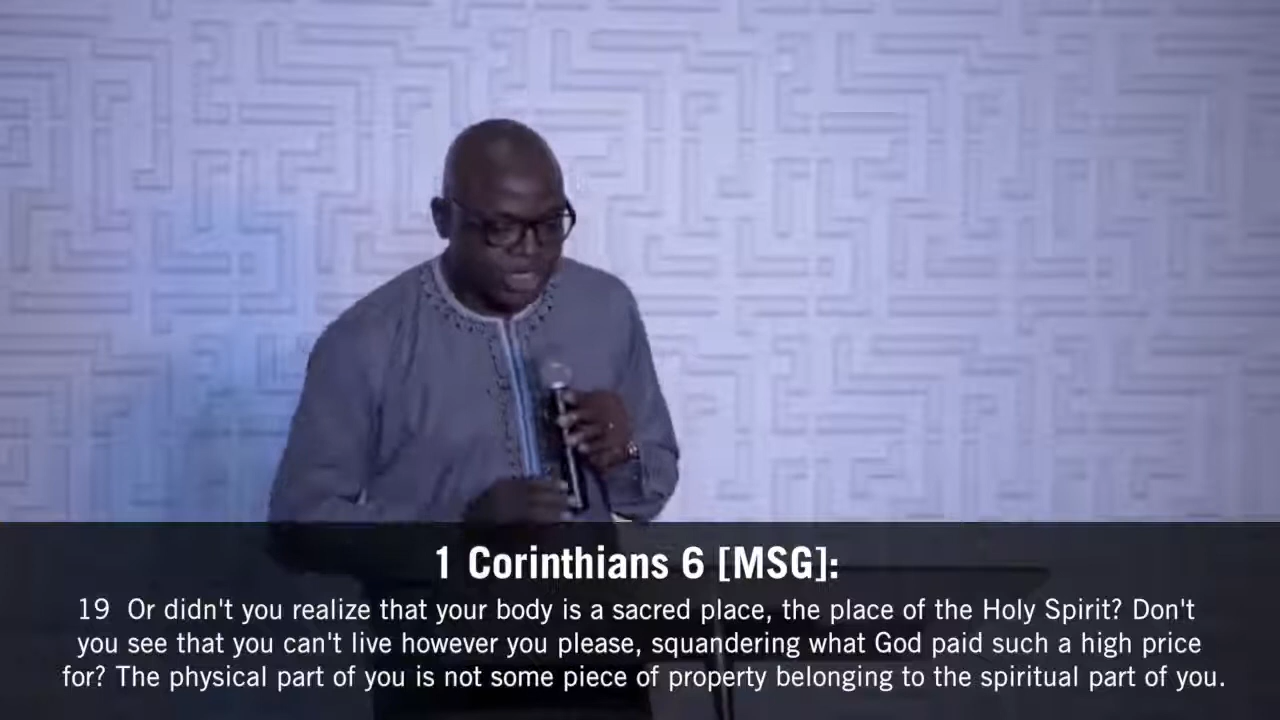 1 Corinthians 6 [MSG]:
19 Or didn't you realize that your body is a sacred place, the place of the Holy Spirit? Don't
you see that you can't live however you please, squandering what God paid such a high price
for? The physical part of you is not some piece of property belonging to the spiritual part of you.